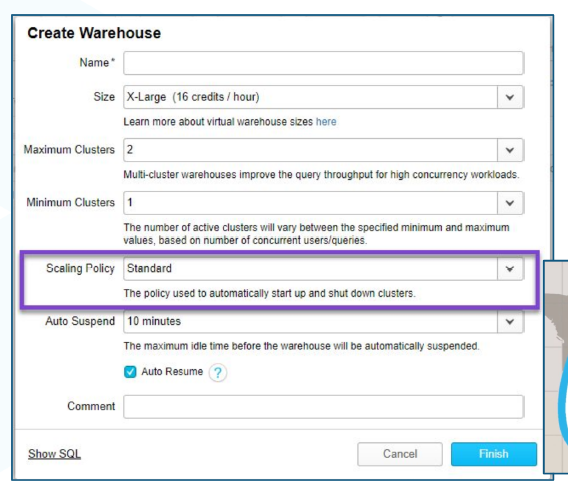 Create Warehouse
Name*
Size X-Large (16 credits / hour)
Learn more about virtual warehouse sizes here
Maximum Clusters 2
Multi-cluster warehouses improve the query throughput for high concurrency workloads.
Minimum Clusters 1
The number of active clusters will vary between the specified minimum and maximum
values, based on number of concurrent users/queries.
Scaling Policy Standard
The policy used to automatically start up and shut down clusters.
Auto Suspend 10 minutes
The maximum idle time before the warehouse will be automatically suspended.
Auto Resume ?
Comment
Show SQL Cancel Finish